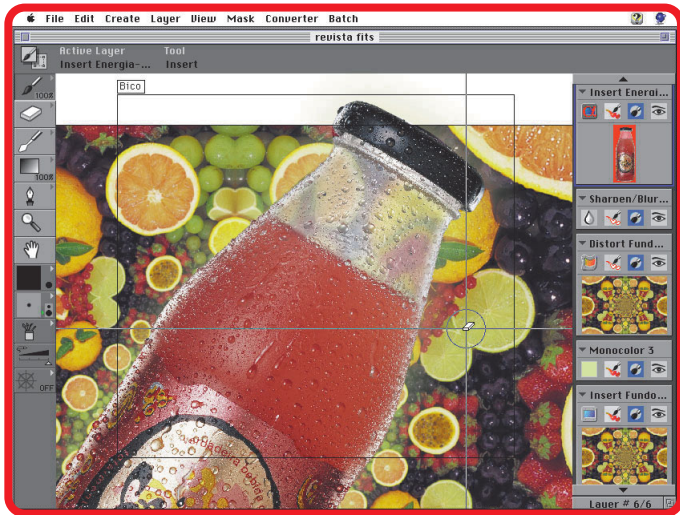 File Edit Create Layer View Mask Converter Batch
revista fits
Active Layer Tool
Insert Energia-... Insert
100%
100%
OFF
Bico
Insert Energi...
Sharpen/Blur...
Distort Fund...
Monocolor 3
Insert Fundo...
Layer # 6/6
bebida